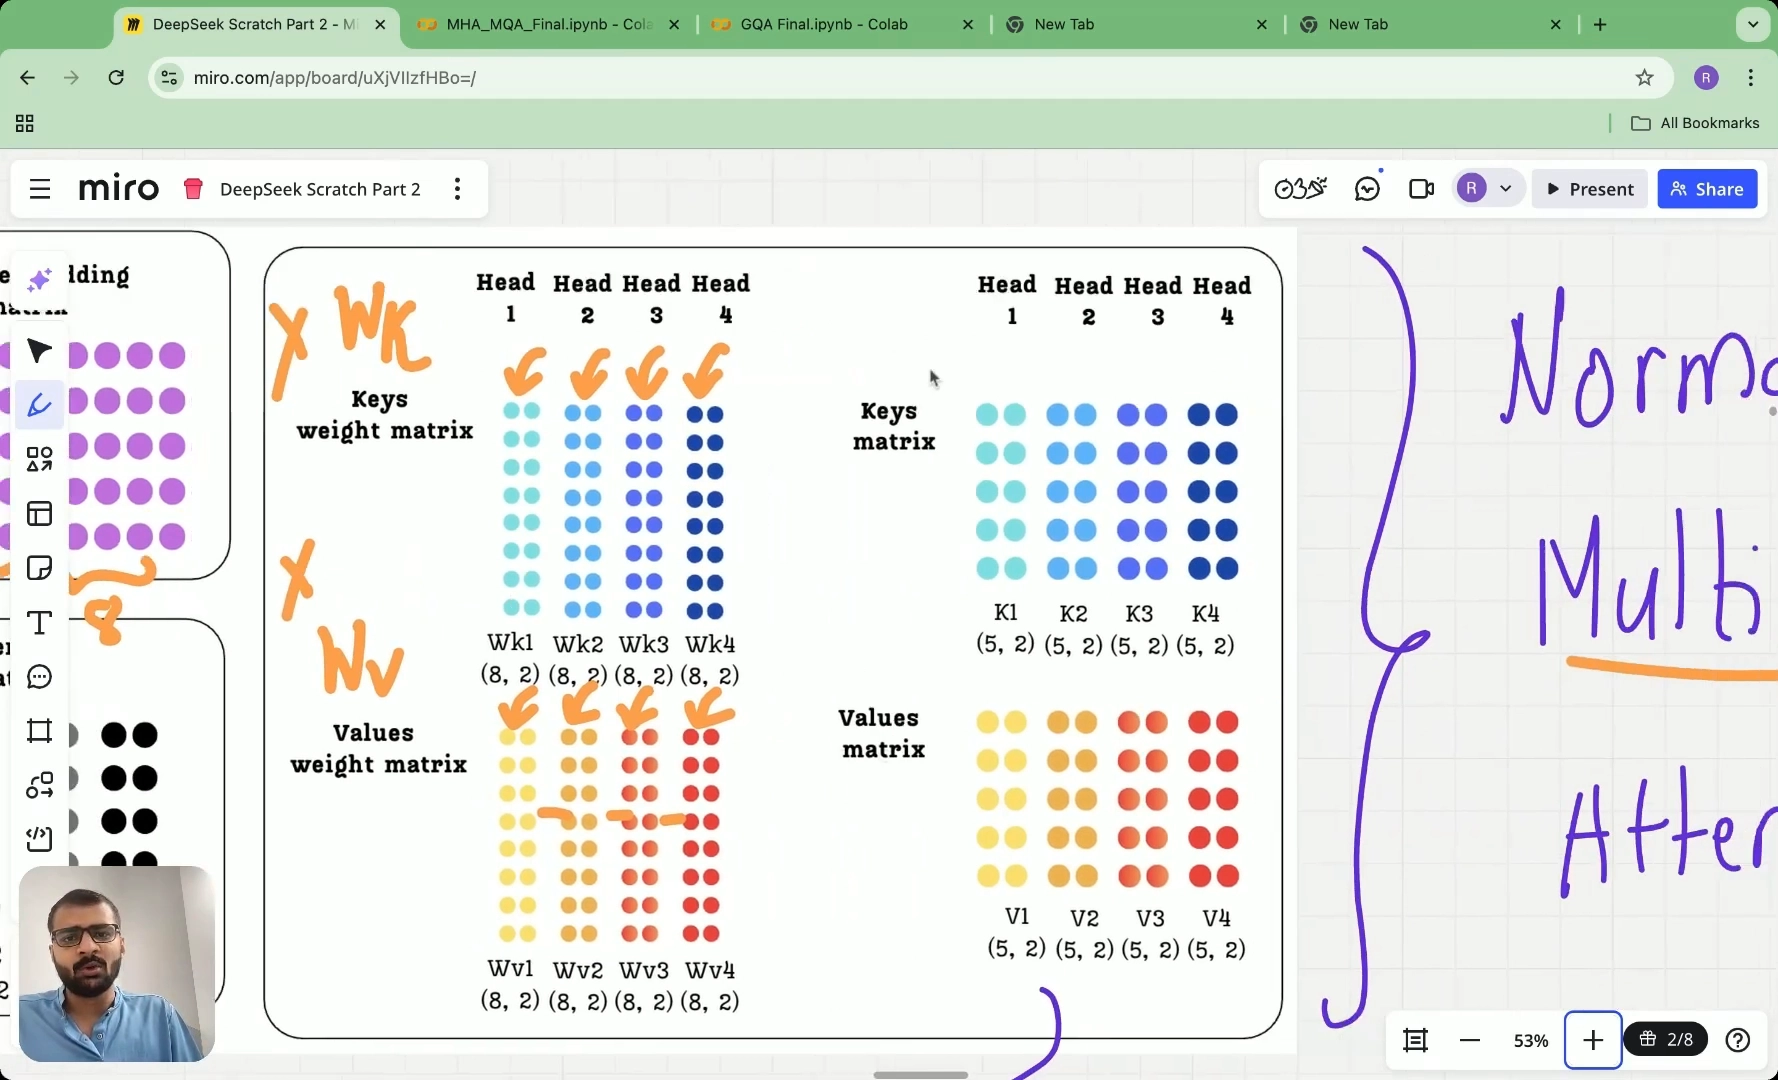 DeepSeek Scratch Part 2 - Mi
MHA_MQA_Final.ipynb - Cola
GQA Final.ipynb - Colab
New Tab
New Tab
miro.com/app/board/uXjVIIzfHBo=/
R
All Bookmarks
miro
DeepSeek Scratch Part 2
R
Present
Share
dding
X WK
Head Head Head Head
1 2 3 4
Keys
weight matrix
Wk1 Wk2 Wk3 Wk4
(8, 2) (8, 2) (8, 2) (8, 2)
8
X
Wv
Values
weight matrix
Wv1 Wv2 Wv3 Wv4
(8, 2) (8, 2) (8, 2) (8, 2)
Head Head Head Head
1 2 3 4
Keys
matrix
K1 K2 K3 K4
(5, 2) (5, 2) (5, 2) (5, 2)
Values
matrix
V1 V2 V3 V4
(5, 2) (5, 2) (5, 2) (5, 2)
Norma
Multi
Atten
53%
2/8